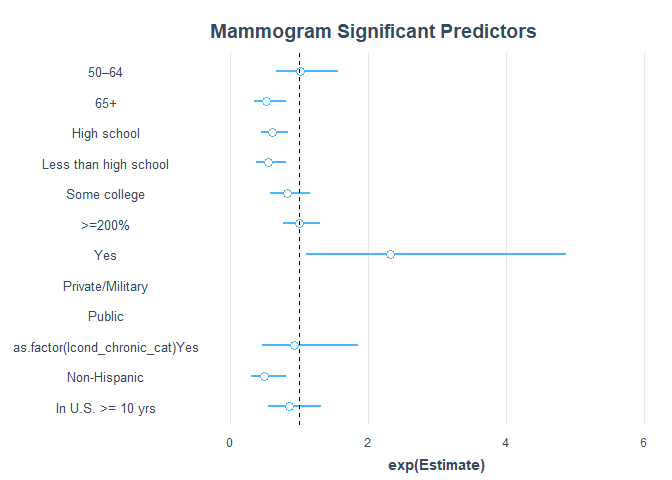 Mammogram Significant Predictors
50–64
65+
High school
Less than high school
Some college
>=200%
Yes
Private/Military
Public
as.factor(lcond_chronic_cat)Yes
Non-Hispanic
In U.S. >= 10 yrs
0 2 4 6
exp(Estimate)